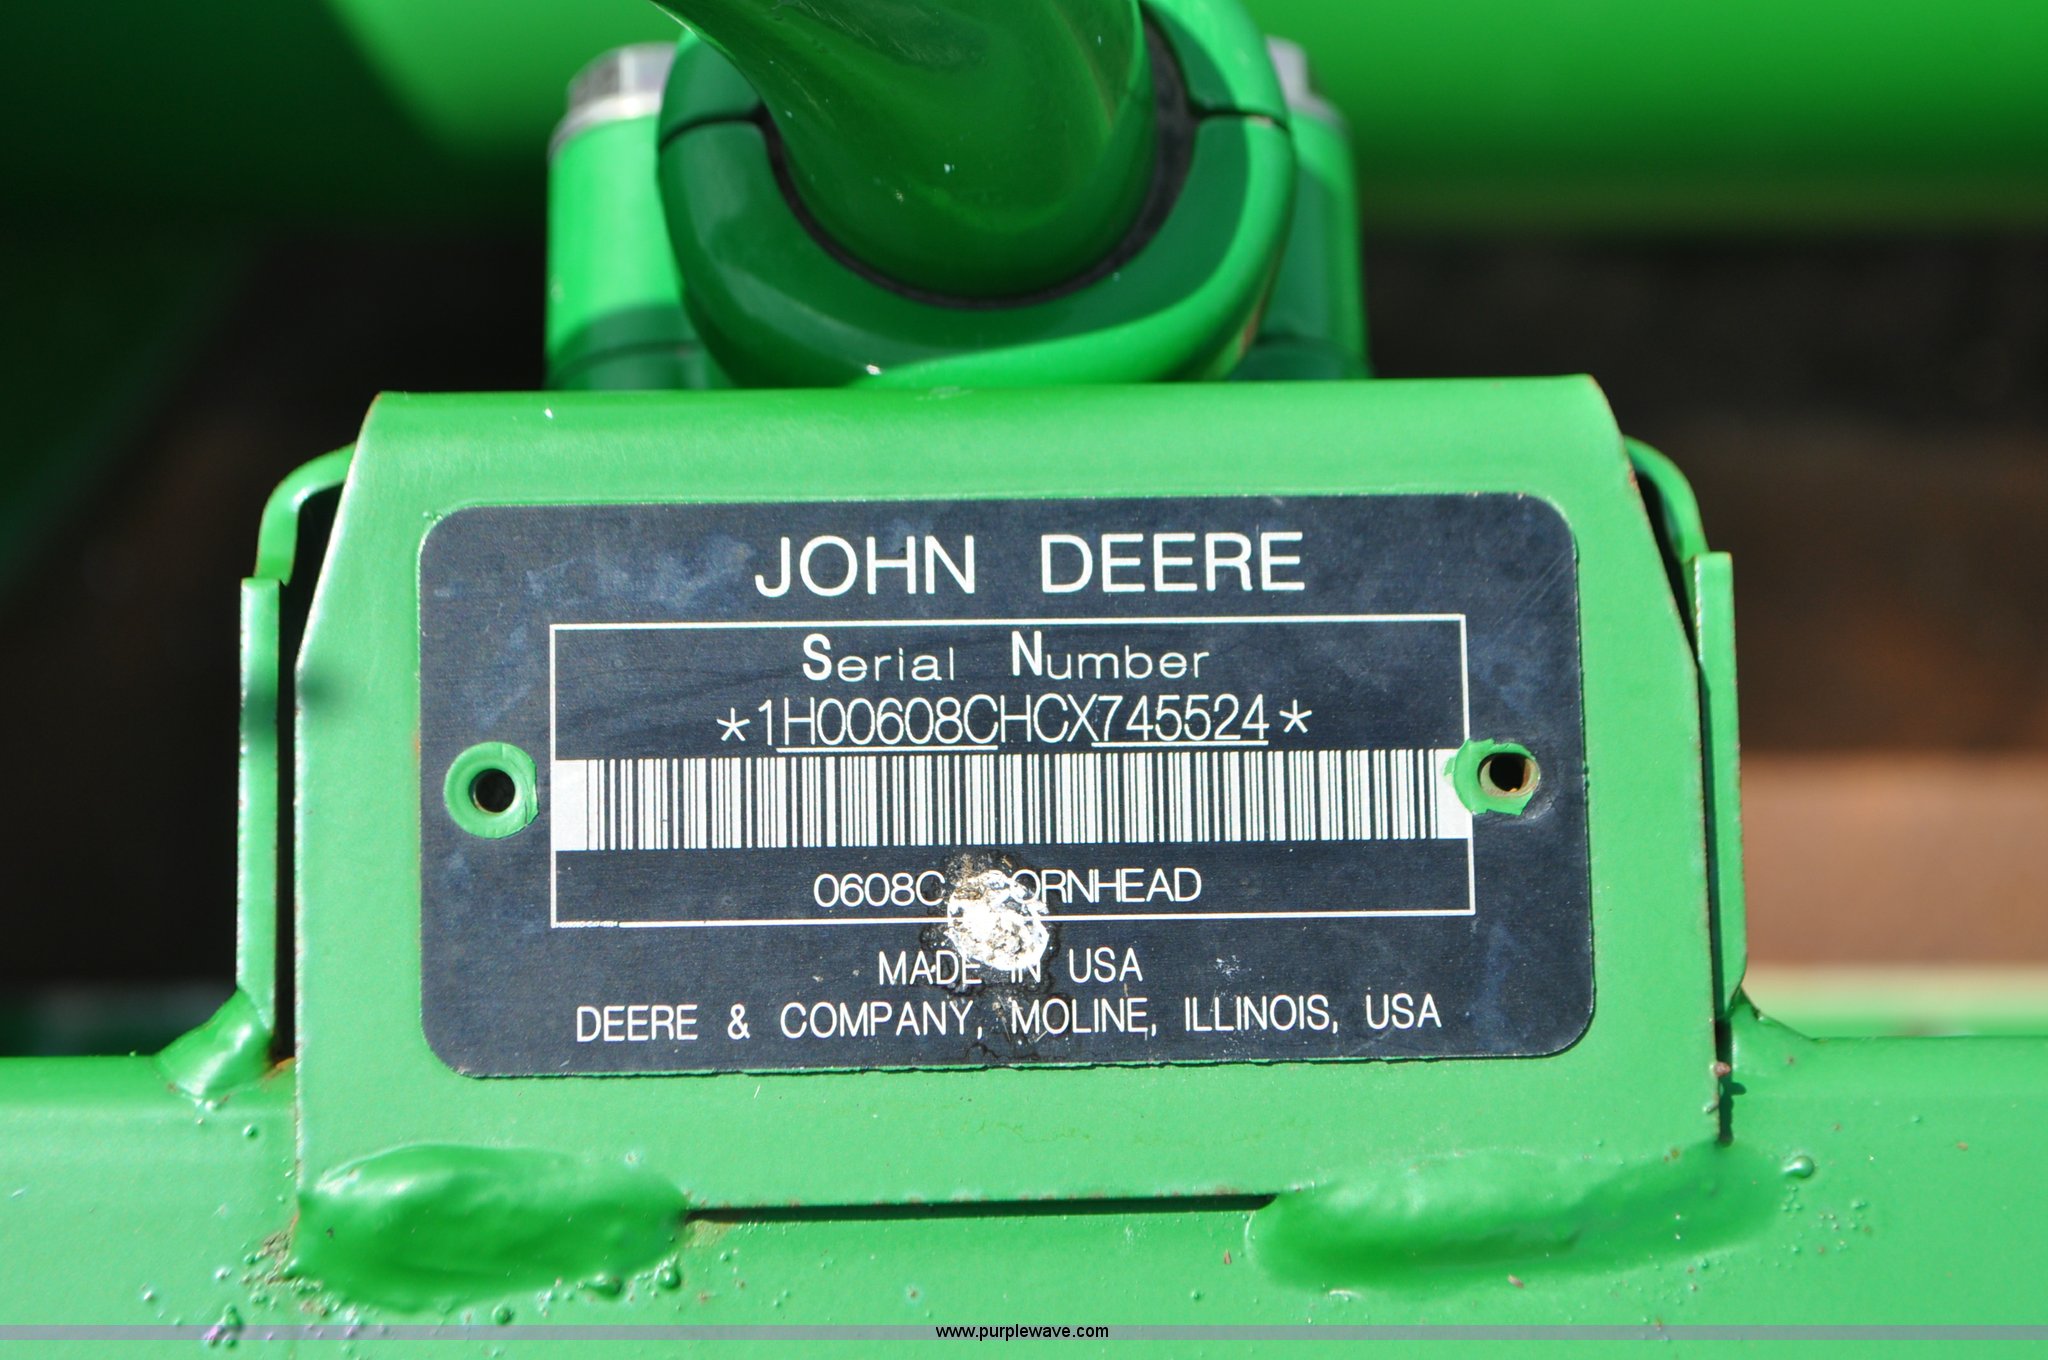 JOHN DEERE
Serial Number
*1H00608CHCX745524*
0608C CORNHEAD
MADE IN USA
DEERE & COMPANY, MOLINE, ILLINOIS, USA
www.purplewave.com